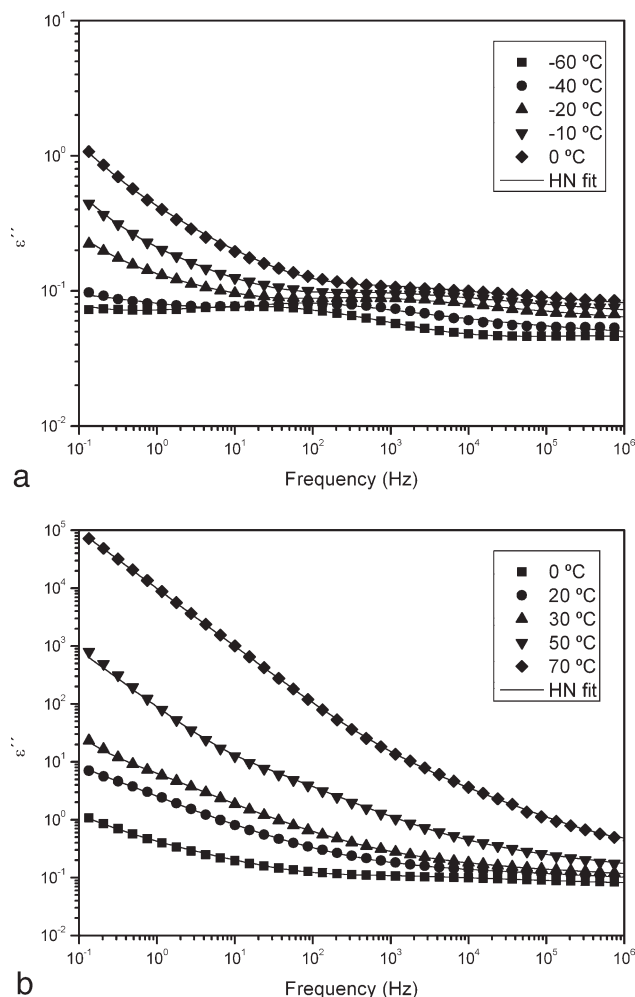 a
10¹
10⁰
10⁻¹
10⁻²
ε´´
-60 ºC
-40 ºC
-20 ºC
-10 ºC
0 ºC
HN fit
10⁻¹ 10⁰ 10¹ 10² 10³ 10⁴ 10⁵ 10⁶
Frequency (Hz)
b
10⁵
10⁴
10³
10²
10¹
10⁰
10⁻¹
10⁻²
ε´´
0 ºC
20 ºC
30 ºC
50 ºC
70 ºC
HN fit
10⁻¹ 10⁰ 10¹ 10² 10³ 10⁴ 10⁵ 10⁶
Frequency (Hz)